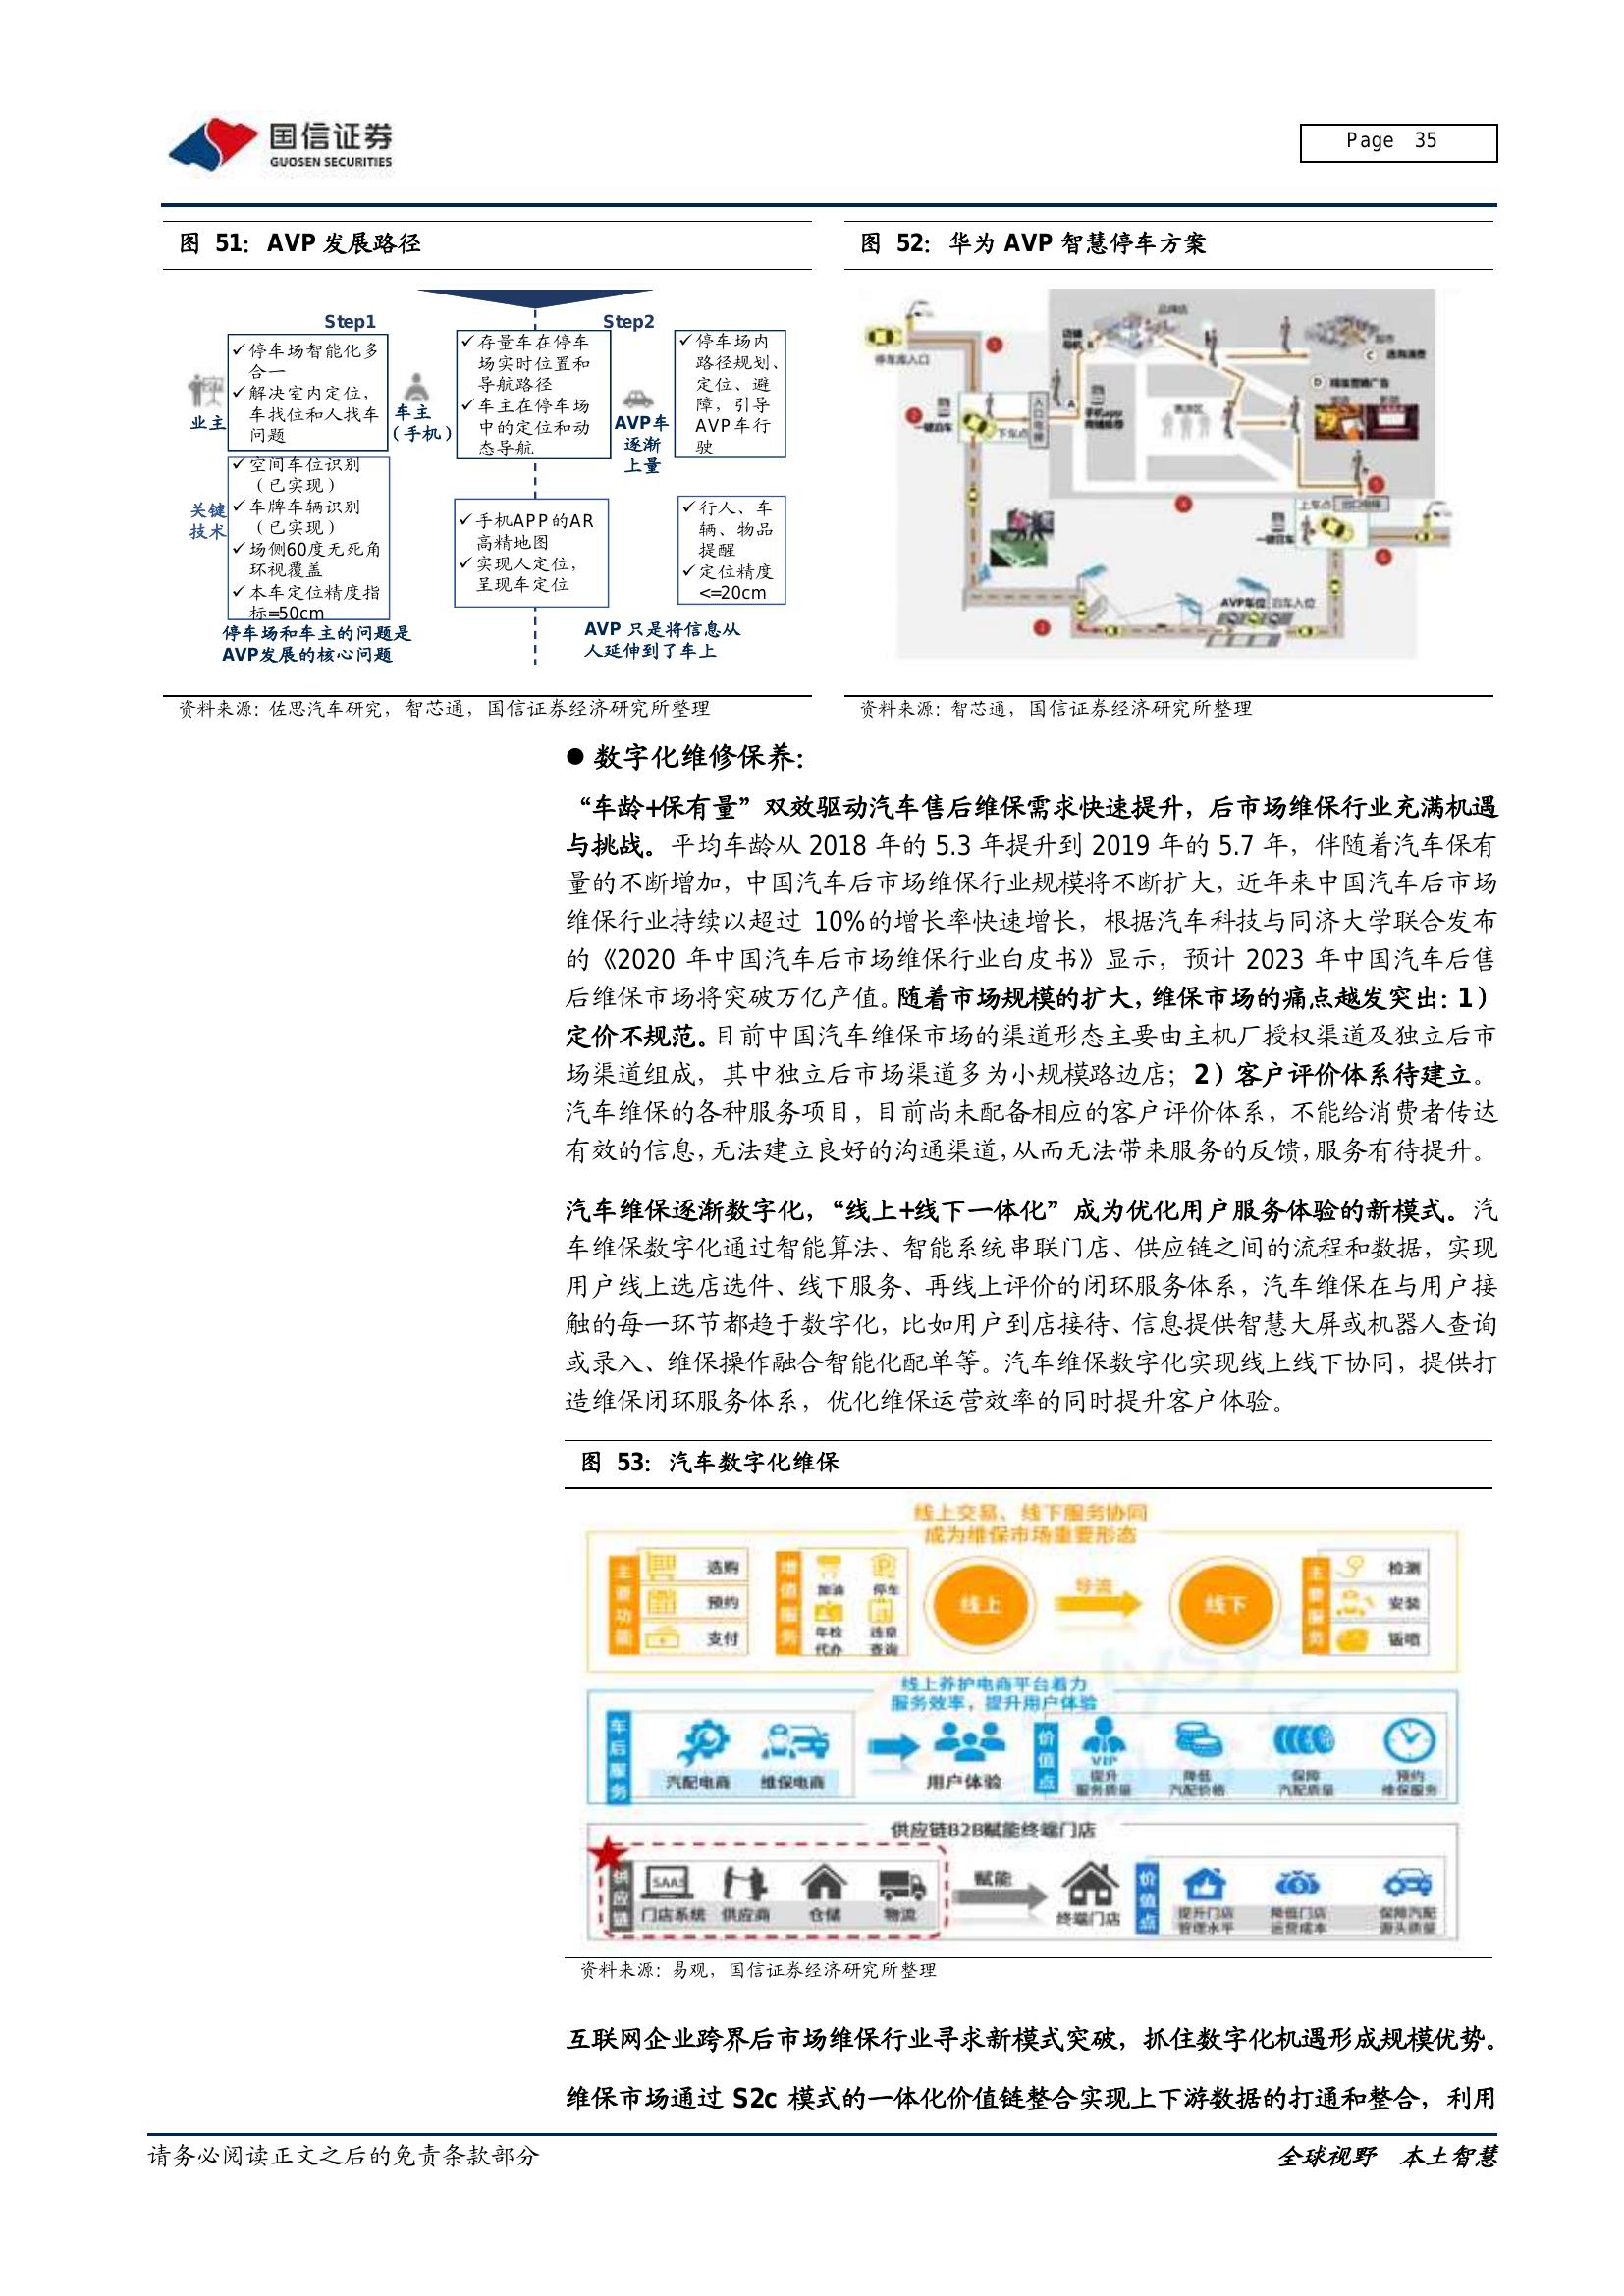 国信证券
GUOSEN SECURITIES
Page 35
图 51：AVP 发展路径
Step1
Step2
业主
✓停车场智能化多
合一
✓解决室内定位，
车找位和人找车
问题
车主
（手机）
✓存量车在停车
场实时位置和
导航路径
✓车主在停车场
中的定位和动
态导航
AVP车
逐渐
上量
✓停车场内
路径规划、
定位、避
障，引导
AVP车行
驶
关键
技术
✓空间车位识别
（已实现）
✓车牌车辆识别
（已实现）
✓场侧60度无死角
环视覆盖
✓本车定位精度指
标=50cm
✓手机APP的AR
高精地图
✓实现人定位，
呈现车定位
✓行人、车
辆、物品
提醒
✓定位精度
<=20cm
停车场和车主的问题是
AVP发展的核心问题
AVP 只是将信息从
人延伸到了车上
资料来源：佐思汽车研究，智芯通，国信证券经济研究所整理
图 52：华为 AVP 智慧停车方案
停车库入口
品牌店
一键泊车
下车点
A
C
D
上车点
一键泊车
AVP车位
泊车入位
资料来源：智芯通，国信证券经济研究所整理
● 数字化维修保养：
“车龄+保有量”双效驱动汽车售后维保需求快速提升，后市场维保行业充满机遇
与挑战。平均车龄从 2018 年的 5.3 年提升到 2019 年的 5.7 年，伴随着汽车保有
量的不断增加，中国汽车后市场维保行业规模将不断扩大，近年来中国汽车后市场
维保行业持续以超过 10%的增长率快速增长，根据汽车科技与同济大学联合发布
的《2020 年中国汽车后市场维保行业白皮书》显示，预计 2023 年中国汽车后售
后维保市场将突破万亿产值。随着市场规模的扩大，维保市场的痛点越发突出：1）
定价不规范。目前中国汽车维保市场的渠道形态主要由主机厂授权渠道及独立后市
场渠道组成，其中独立后市场渠道多为小规模路边店；2）客户评价体系待建立。
汽车维保的各种服务项目，目前尚未配备相应的客户评价体系，不能给消费者传达
有效的信息，无法建立良好的沟通渠道，从而无法带来服务的反馈，服务有待提升。
汽车维保逐渐数字化，“线上+线下一体化”成为优化用户服务体验的新模式。汽
车维保数字化通过智能算法、智能系统串联门店、供应链之间的流程和数据，实现
用户线上选店选件、线下服务、再线上评价的闭环服务体系，汽车维保在与用户接
触的每一环节都趋于数字化，比如用户到店接待、信息提供智慧大屏或机器人查询
或录入、维保操作融合智能化配单等。汽车维保数字化实现线上线下协同，提供打
造维保闭环服务体系，优化维保运营效率的同时提升客户体验。
图 53：汽车数字化维保
线上交易、线下服务协同
成为维保市场重要形态
主要功能
选购
预约
支付
增值服务
加油
停车
年检
代办
违章
查询
线上
导流
线下
主要服务
检测
安装
钣喷
线上养护电商平台着力
服务效率，提升用户体验
车后服务
汽配电商
维保电商
用户体验
价值点
VIP
提升
服务质量
降低
汽配价格
保障
汽配质量
预约
维保服务
供应链B2B赋能终端门店
供应链
SAAS
门店系统
供应商
仓储
物流
赋能
终端门店
价值点
提升门店
管理水平
降低门店
运营成本
保障汽配
源头质量
资料来源：易观，国信证券经济研究所整理
互联网企业跨界后市场维保行业寻求新模式突破，抓住数字化机遇形成规模优势。
维保市场通过 S2c 模式的一体化价值链整合实现上下游数据的打通和整合，利用
请务必阅读正文之后的免责条款部分
全球视野 本土智慧